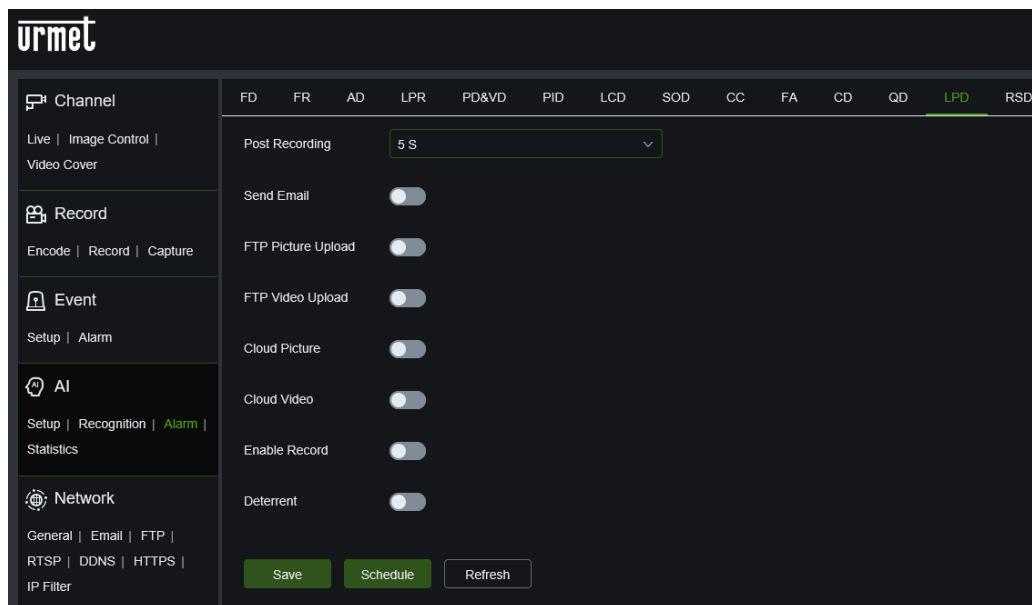 urmet
Channel
Live | Image Control |
Video Cover
Record
Encode | Record | Capture
Event
Setup | Alarm
AI
Setup | Recognition | Alarm |
Statistics
Network
General | Email | FTP |
RTSP | DDNS | HTTPS |
IP Filter
FD FR AD LPR PD&VD PID LCD SOD CC FA CD QD LPD RSD
Post Recording 5 S
Send Email
FTP Picture Upload
FTP Video Upload
Cloud Picture
Cloud Video
Enable Record
Deterrent
Save Schedule Refresh